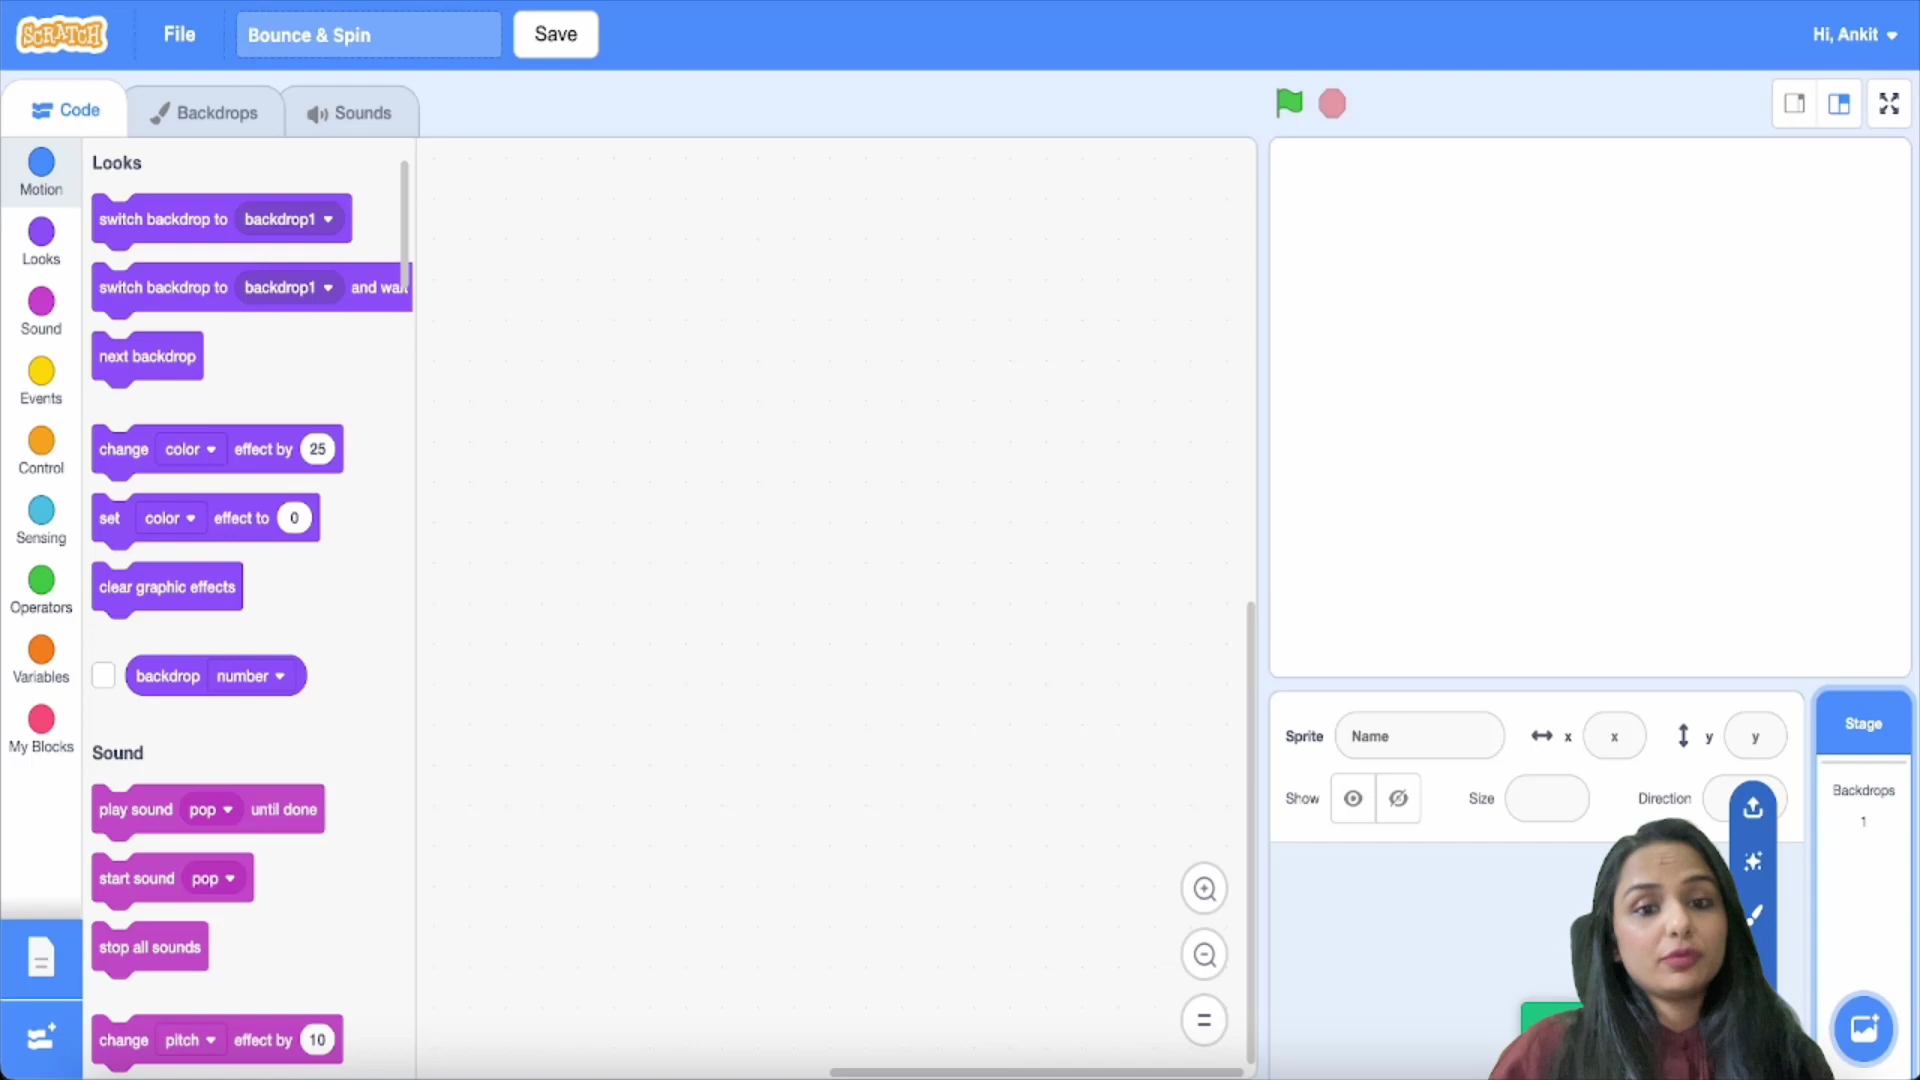 SCRATCH
File
Bounce & Spin
Save
Hi, Ankit
Code
Backdrops
Sounds
Motion
Looks
Sound
Events
Control
Sensing
Operators
Variables
My Blocks
Looks
switch backdrop to backdrop1
switch backdrop to backdrop1 and wait
next backdrop
change color effect by 25
set color effect to 0
clear graphic effects
backdrop number
Sound
play sound pop until done
start sound pop
stop all sounds
change pitch effect by 10
Sprite Name x x y y
Show Size Direction
Stage
Backdrops
1